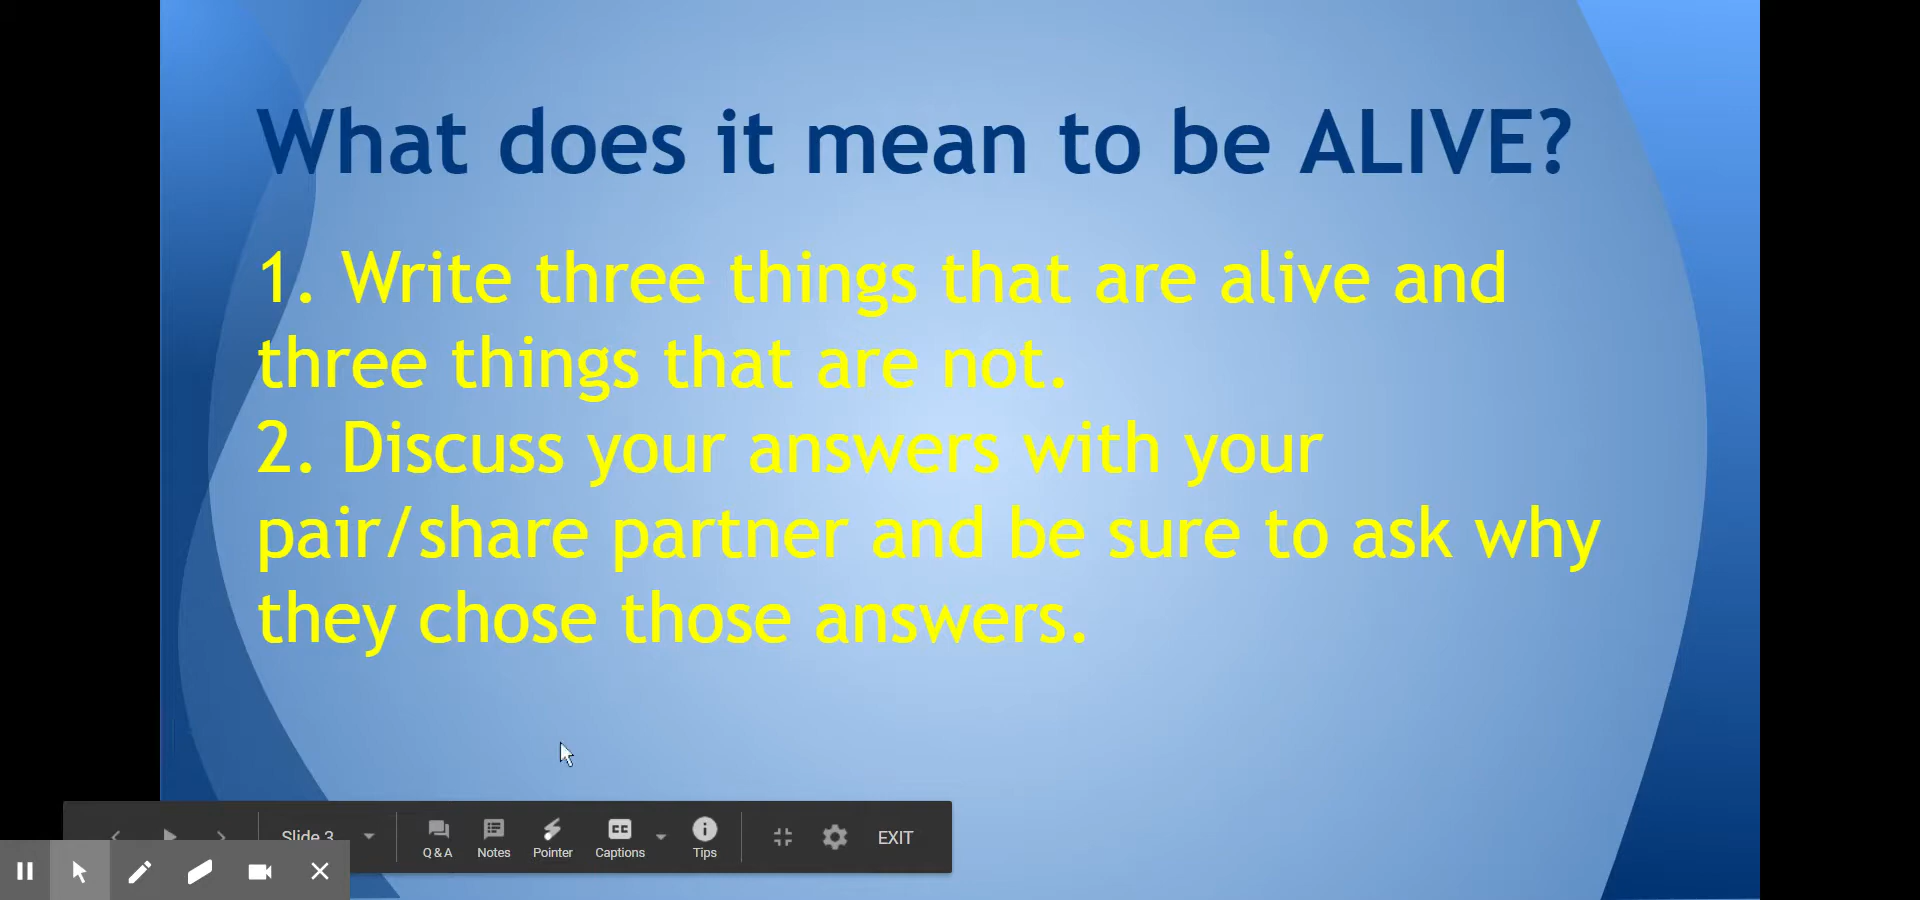 What does it mean to be ALIVE?
1. Write three things that are alive and
three things that are not.
2. Discuss your answers with your
pair/share partner and be sure to ask why
they chose those answers.
Slide 3
Q & A
Notes
Pointer
CC
Captions
Tips
EXIT